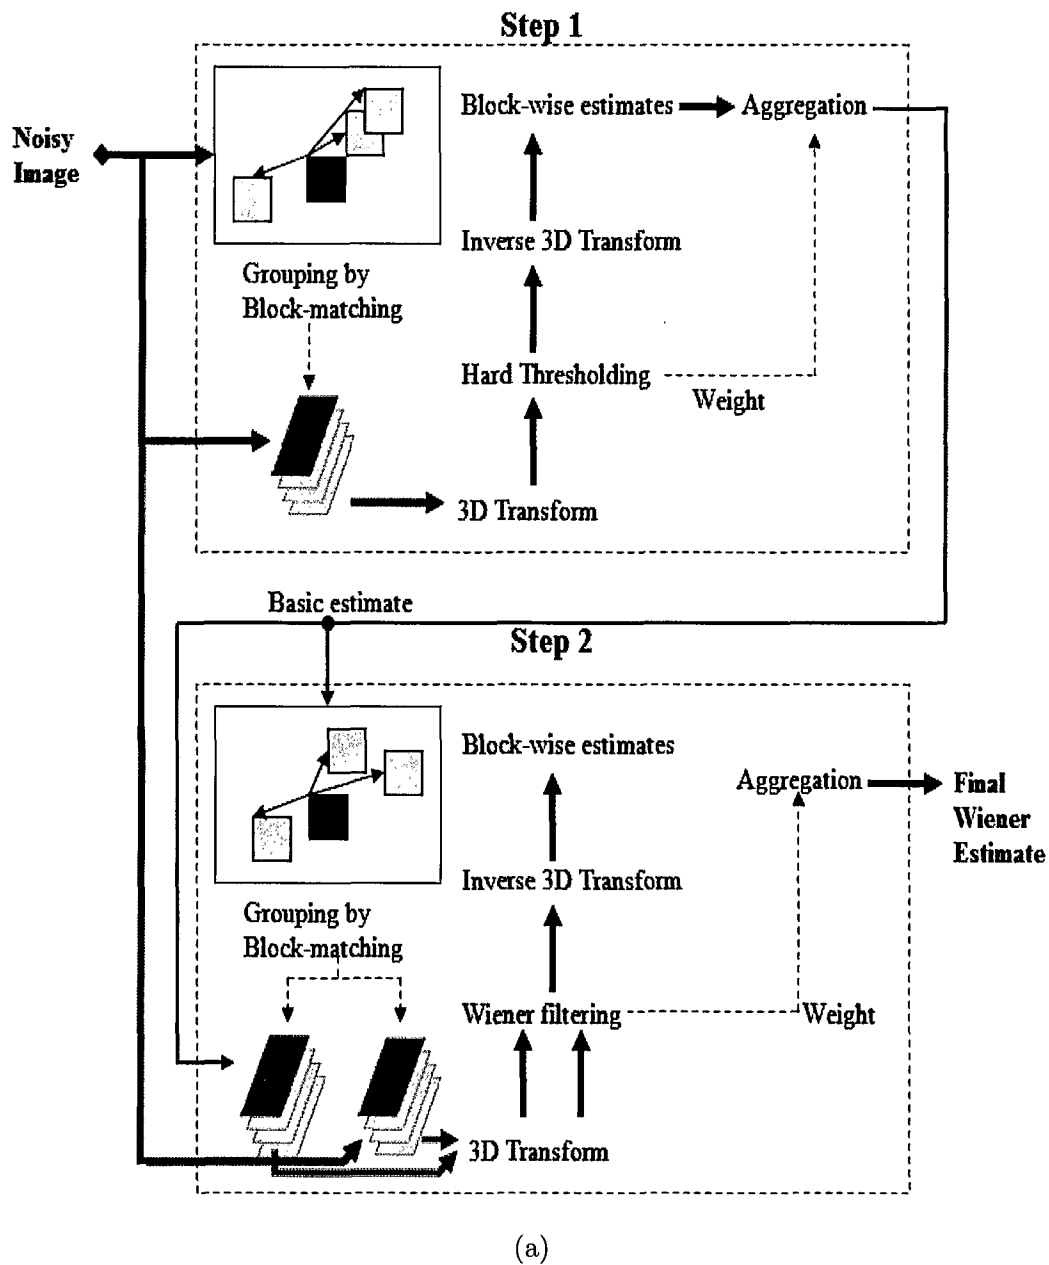 Step 1
Noisy
Image
Block-wise estimates
Aggregation
Inverse 3D Transform
Grouping by
Block-matching
Hard Thresholding
Weight
3D Transform
Basic estimate
Step 2
Block-wise estimates
Aggregation
Final
Wiener
Estimate
Inverse 3D Transform
Grouping by
Block-matching
Wiener filtering
Weight
3D Transform
(a)